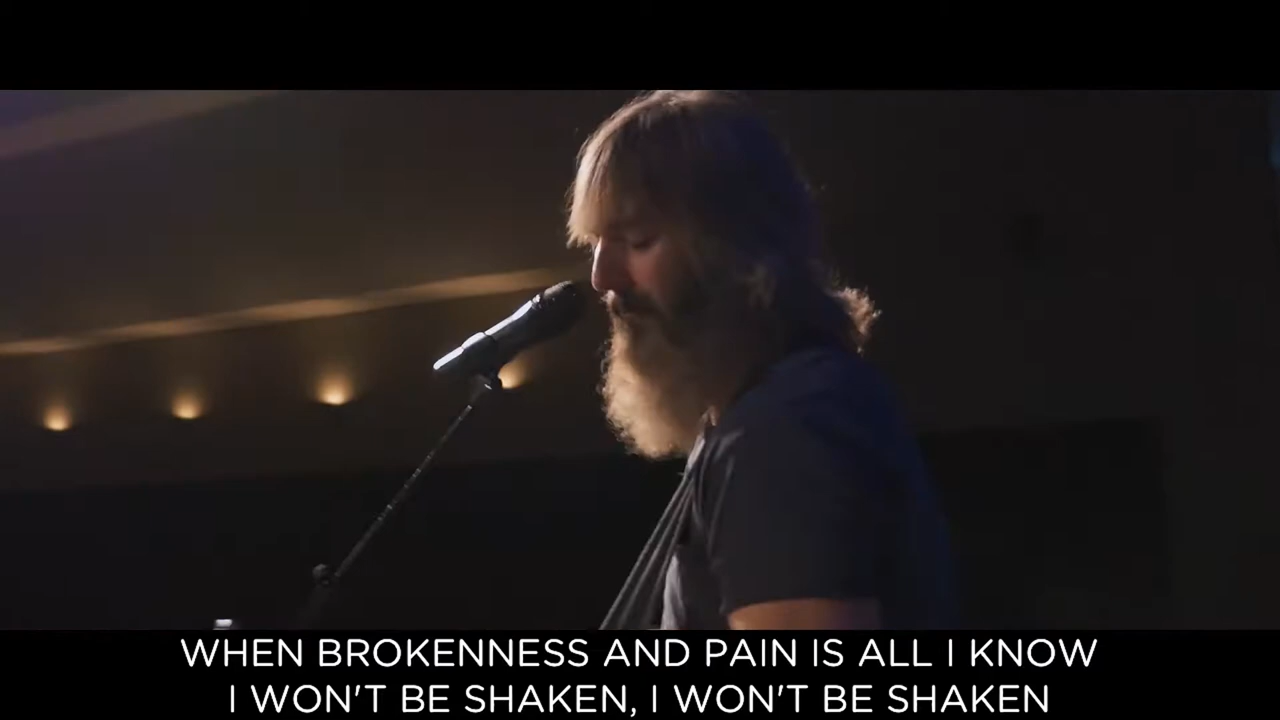 WHEN BROKENNESS AND PAIN IS ALL I KNOW
I WON'T BE SHAKEN, I WON'T BE SHAKEN